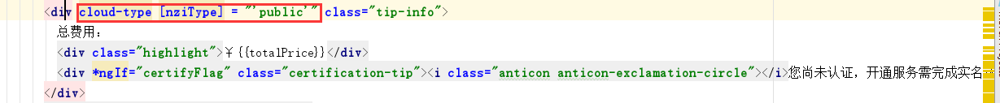 <div cloud-type [nziType] = "'public'" class="tip-info">
总费用：
<div class="highlight">￥{{totalPrice}}</div>
<div *ngIf="certifyFlag" class="certification-tip"><i class="anticon anticon-exclamation-circle"></i>您尚未认证，开通服务需完成实名
</div>